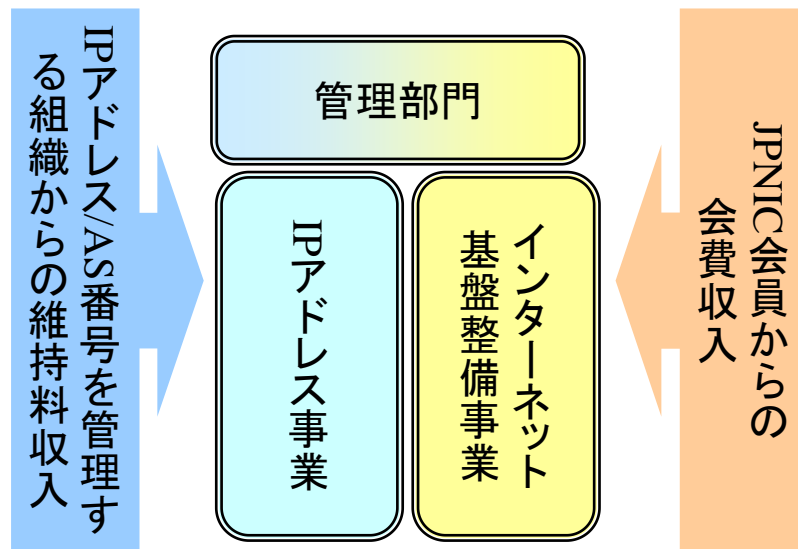 管理部門
IPアドレス/AS番号を管理す
る組織からの維持料収入
IPアドレス事業
インターネット
基盤整備事業
JPNIC会員からの
会費収入